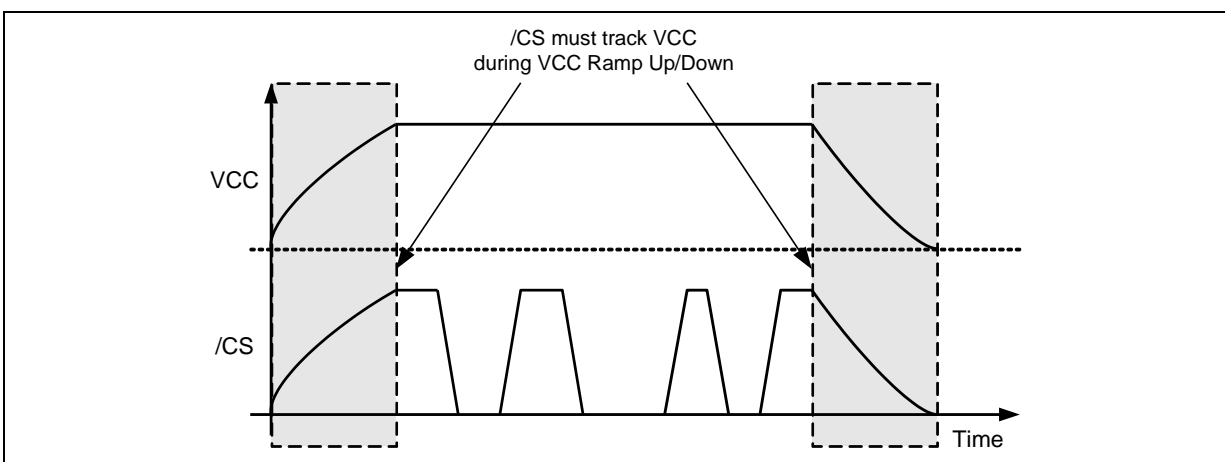 /CS must track VCC
during VCC Ramp Up/Down
VCC
/CS
Time